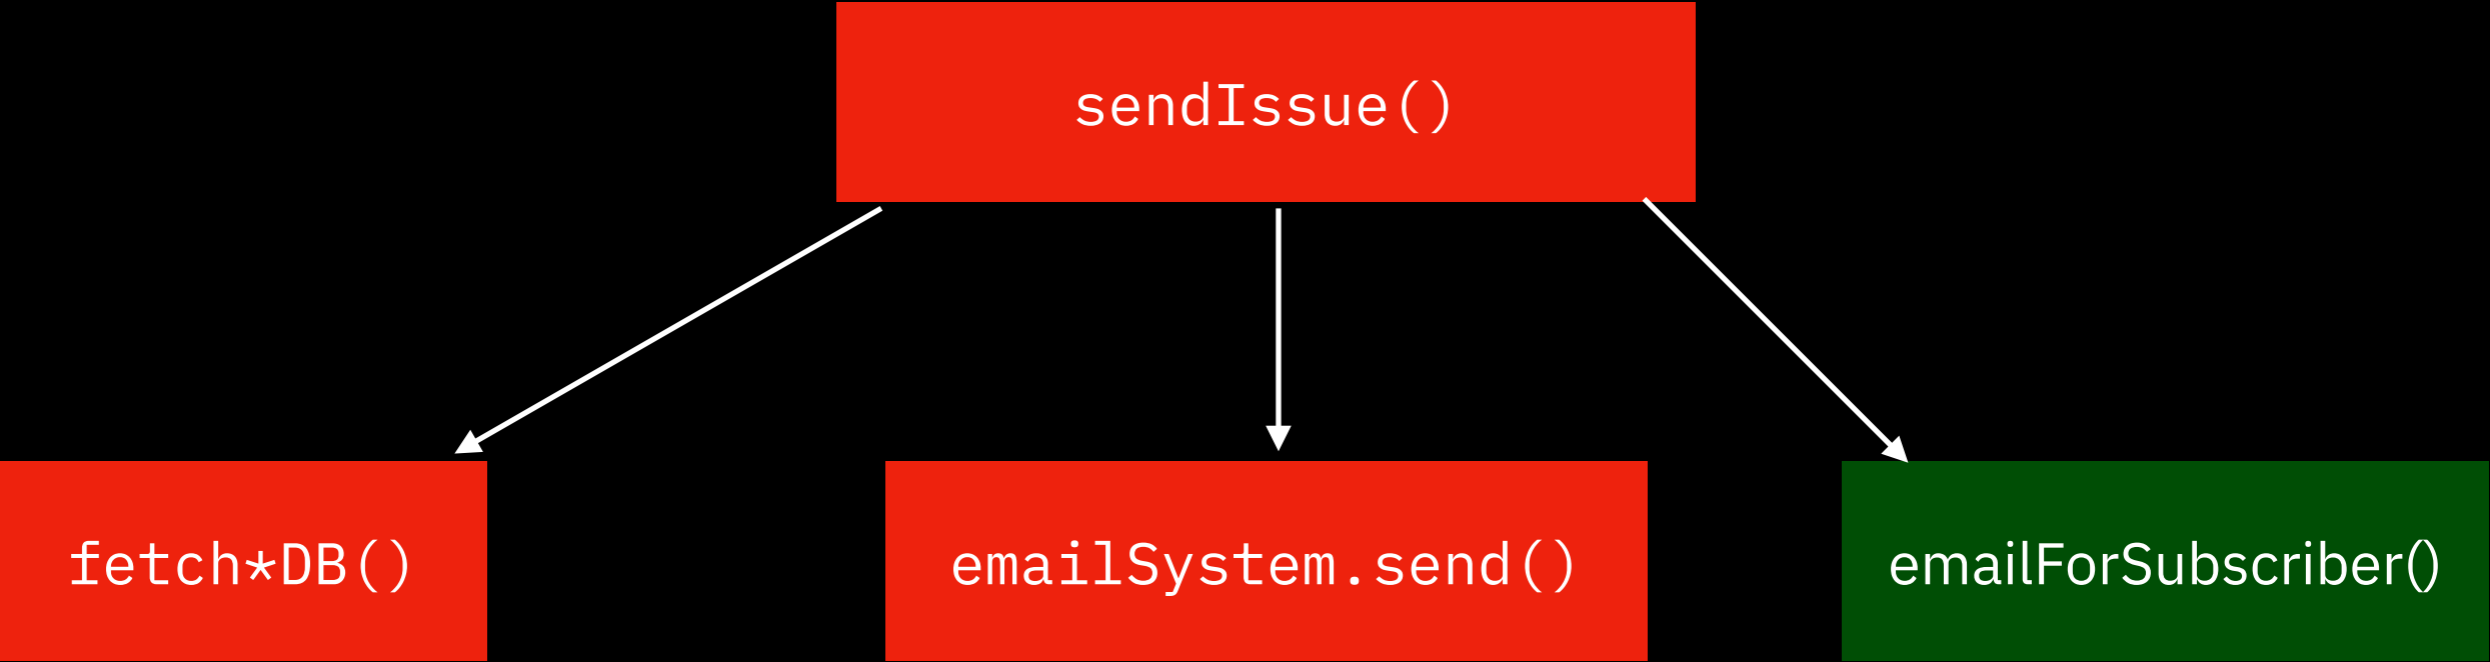 sendIssue()
fetch*DB()
emailSystem.send()
emailForSubscriber()